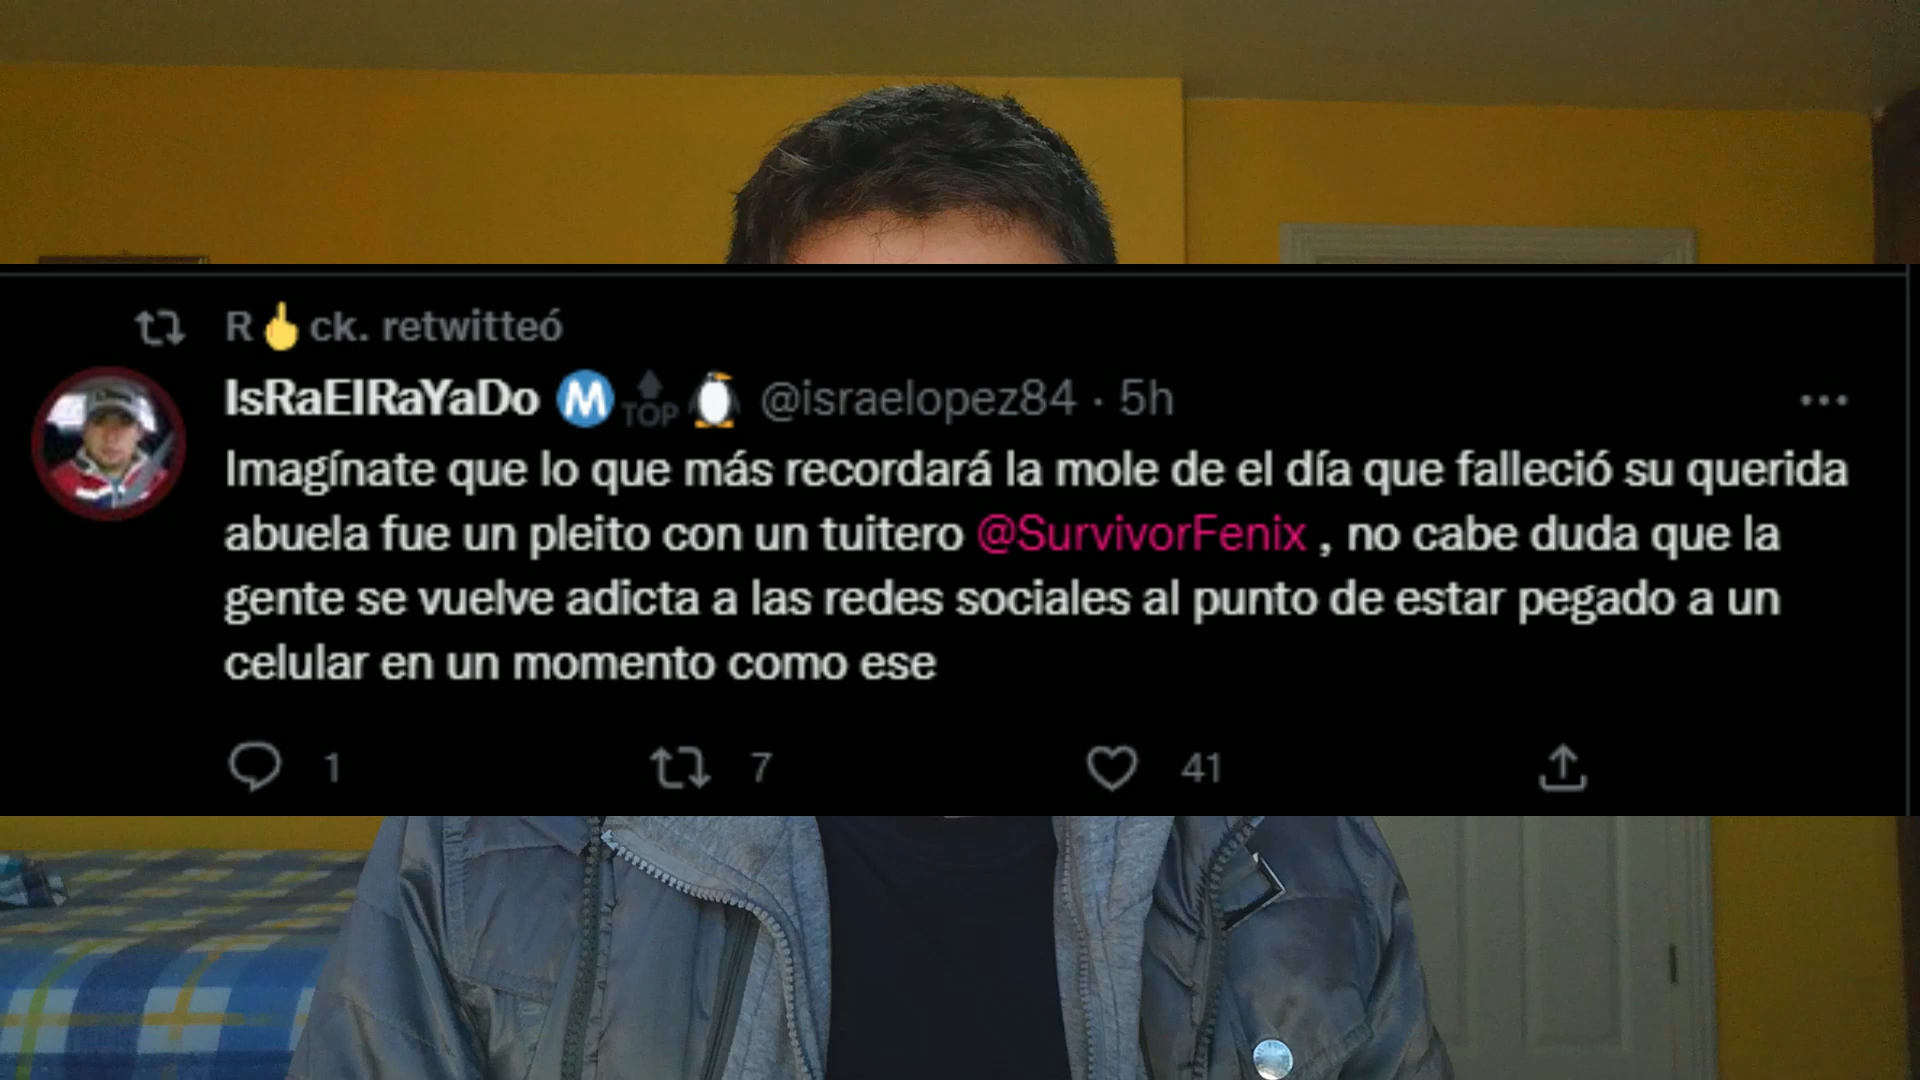 R🖕ck. retwitteó
IsRaElRaYaDo Ⓜ️🔝🐧 @israelopez84 · 5h
Imagínate que lo que más recordará la mole de el día que falleció su querida
abuela fue un pleito con un tuitero @SurvivorFenix , no cabe duda que la
gente se vuelve adicta a las redes sociales al punto de estar pegado a un
celular en un momento como ese
1 7 41